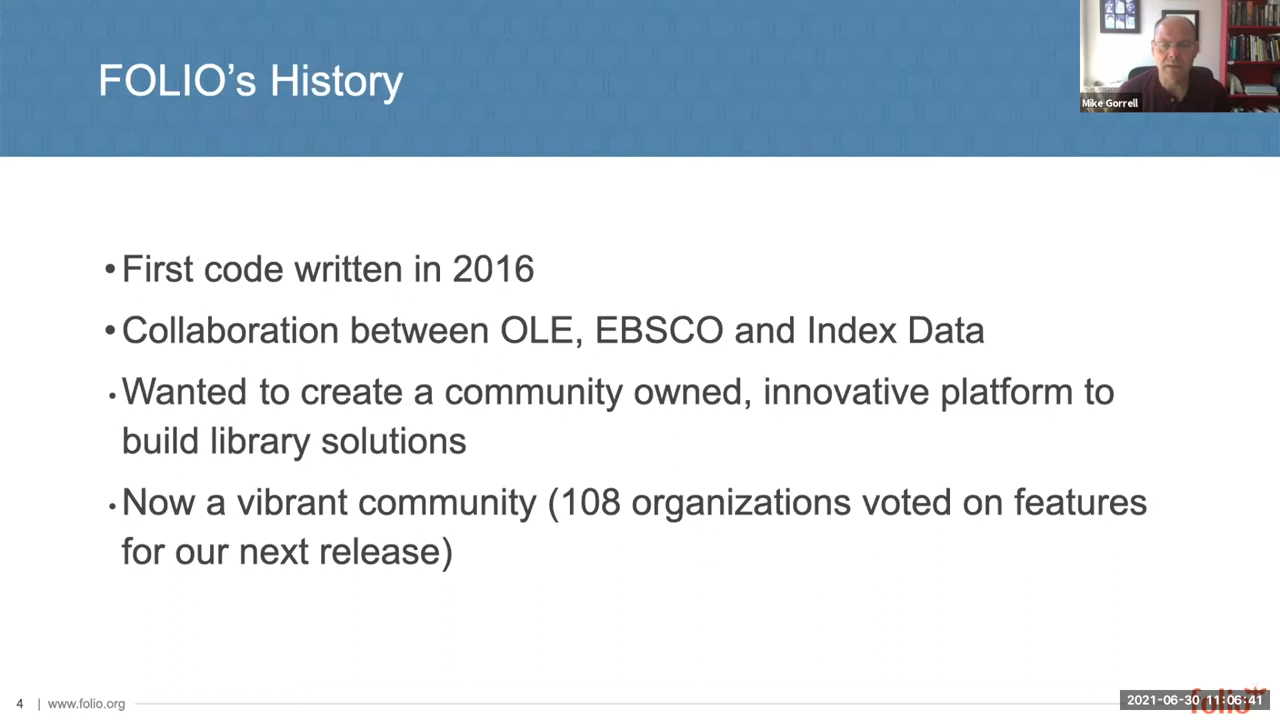 FOLIO’s History
Mike Gorrell
• First code written in 2016
• Collaboration between OLE, EBSCO and Index Data
• Wanted to create a community owned, innovative platform to
build library solutions
• Now a vibrant community (108 organizations voted on features
for our next release)
4 | www.folio.org
folio
2021-06-30 11:06:41